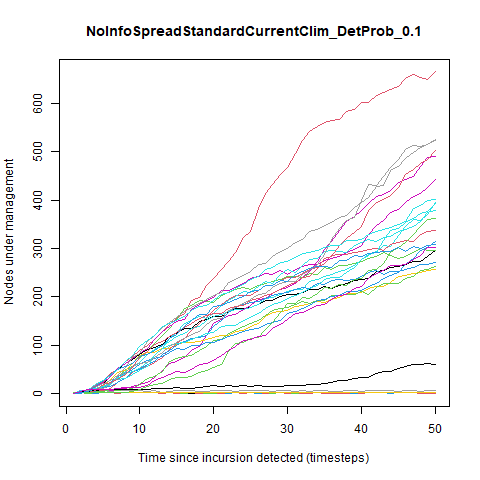 NoInfoSpreadStandardCurrentClim_DetProb_0.1
Nodes under management
600
500
400
300
200
100
0
0 10 20 30 40 50
Time since incursion detected (timesteps)